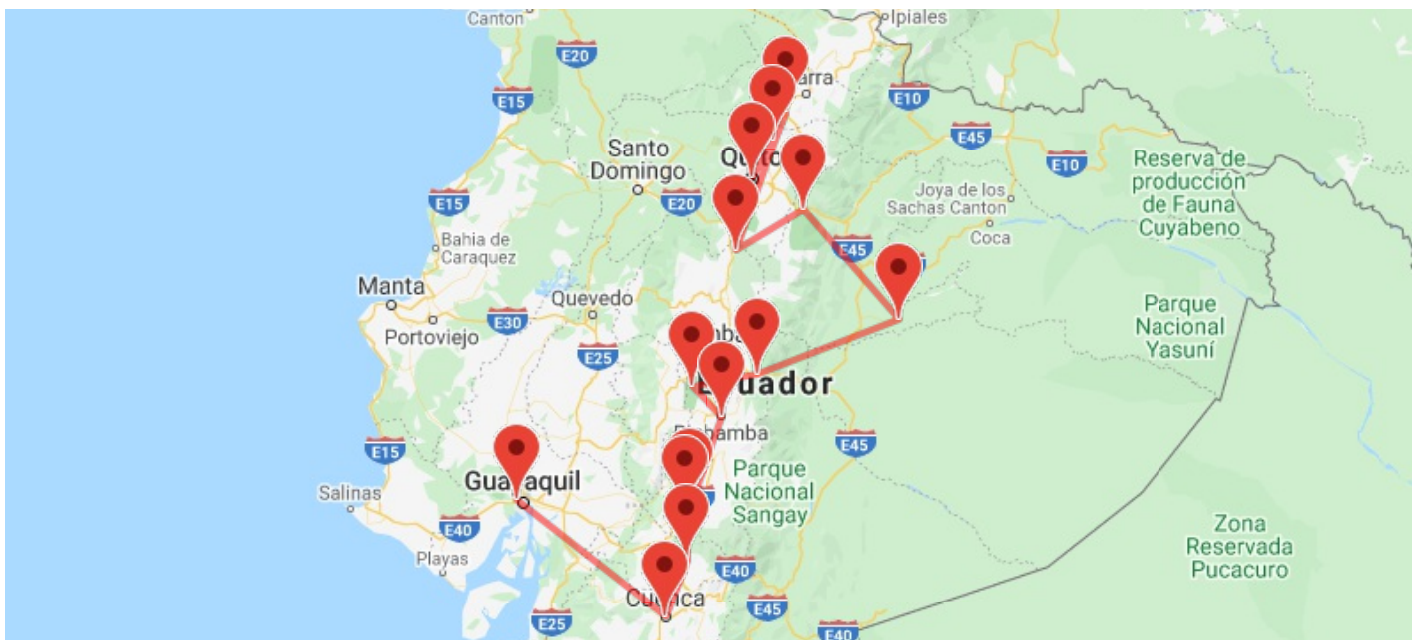 Canton
Ipiales
E20
E15
E10
E45
E10
Santo
Domingo
E20
Reserva de
producción
de Fauna
Cuyabeno
Joya de los
Sachas Canton
Coca
E15
Bahia de
Caraquez
E45
Manta
Portoviejo
E30
Quevedo
E25
Parque
Nacional
Yasuní
E15
E45
Salinas
E40
Playas
Parque
Nacional
Sangay
Zona
Reservada
Pucacuro
E40
E25
E45
E40